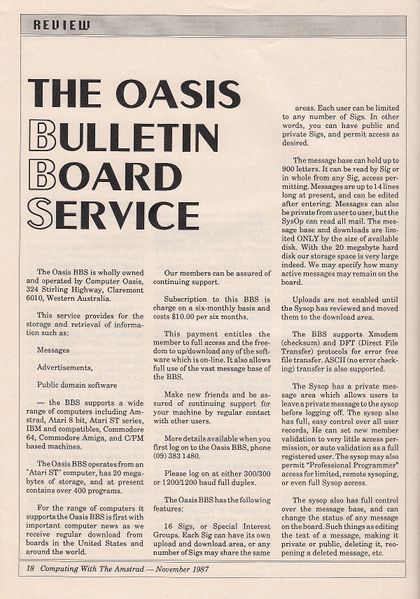 REVIEW
THE OASIS
BULLETIN
BOARD
SERVICE
The Oasis BBS is wholly owned
and operated by Computer Oasis,
324 Stirling Highway, Claremont
6010, Western Australia.
This service provides for the
storage and retrieval of informa-
tion such as:
Messages
Advertisements,
Public domain software
— the BBS supports a wide
range of computers including Am-
strad, Atari 8 bit, Atari ST series,
IBM and compatibles, Commodore
64, Commodore Amiga, and C/PM
based machines.
The Oasis BBS operates from an
"Atari ST" computer, has 20 mega-
bytes of storage, and at present
contains over 400 programs.
For the range of computers it
supports the Oasis BBS is first with
important computer news as we
receive regular download from
boards in the United States and
around the world.
Our members can be assured of
continuing support.
Subscription to this BBS is
charge on a six-monthly basis and
costs $10.00 per six months.
This payment entitles the
member to full access and the free-
dom to up/download any of the soft-
ware which is on-line. It also allows
full use of the vast message base of
the BBS.
Make new friends and be as-
sured of continuing support for
your machine by regular contact
with other users.
More details available when you
first log on to the Oasis BBS, phone
(09) 383 1480.
Please log on at either 300/300
or 1200/1200 baud full duplex.
The Oasis BBS has the following
features:
16 Sigs, or Special Interest
Groups. Each Sig can have its own
upload and download area, or any
number of Sigs may share the same
areas. Each user can be limited
to any number of Sigs. In other
words, you can have public and
private Sigs, and permit access as
desired.
The message base can hold up to
900 letters. It can be read by Sig or
in whole from any Sig, access per-
mitting. Messages are up to 14 lines
long at present, and can be edited
after entering. Messages can also
be private from user to user, but the
SysOp can read all mail. The mes-
sage base and downloads are lim-
ited ONLY by the size of available
disk. With the 20 megabyte hard
disk our storage space is very large
indeed. We may specify how many
active messages may remain on the
board.
Uploads are not enabled until
the Sysop has reviewed and moved
them to the download area.
The BBS supports Xmodem
(checksum) and DFT (Direct File
Transfer) protocols for error free
file transfer. ASCII (no error check-
ing) transfer is also supported.
The Sysop has a private mes-
sage area which allows users to
leave a private message to the sysop
before logging off. The sysop also
has full, easy control over all user
records, He can set new member
validation to very little access per-
mission, or auto validation as a full
registered user. The sysop may also
permit "Professional Programmer"
access for limited, remote sysoping,
or even full Sysop access.
The sysop also has full control
over the message base, and can
change the status of any message
on the board. Such things as editing
the text of a message, making it
private or public, deleting it, reo-
pening a deleted message, etc.
18 Computing With The Amstrad — November 1987